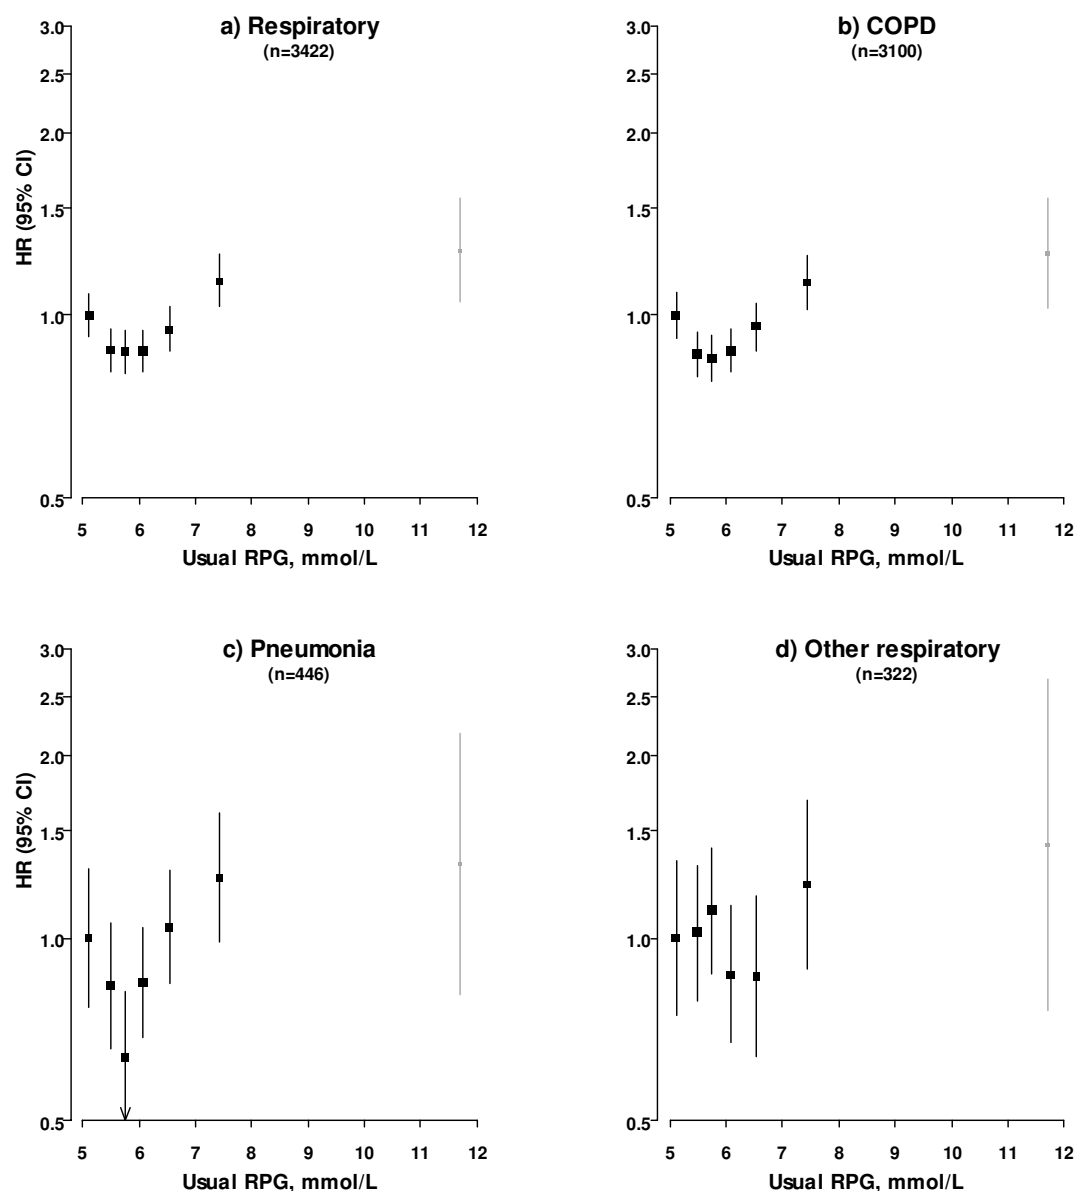 a) Respiratory
(n=3422)
HR (95% CI)
3.0
2.5
2.0
1.5
1.0
0.5
5 6 7 8 9 10 11 12
Usual RPG, mmol/L
b) COPD
(n=3100)
3.0
2.5
2.0
1.5
1.0
0.5
5 6 7 8 9 10 11 12
Usual RPG, mmol/L
c) Pneumonia
(n=446)
HR (95% CI)
3.0
2.5
2.0
1.5
1.0
0.5
5 6 7 8 9 10 11 12
Usual RPG, mmol/L
d) Other respiratory
(n=322)
3.0
2.5
2.0
1.5
1.0
0.5
5 6 7 8 9 10 11 12
Usual RPG, mmol/L